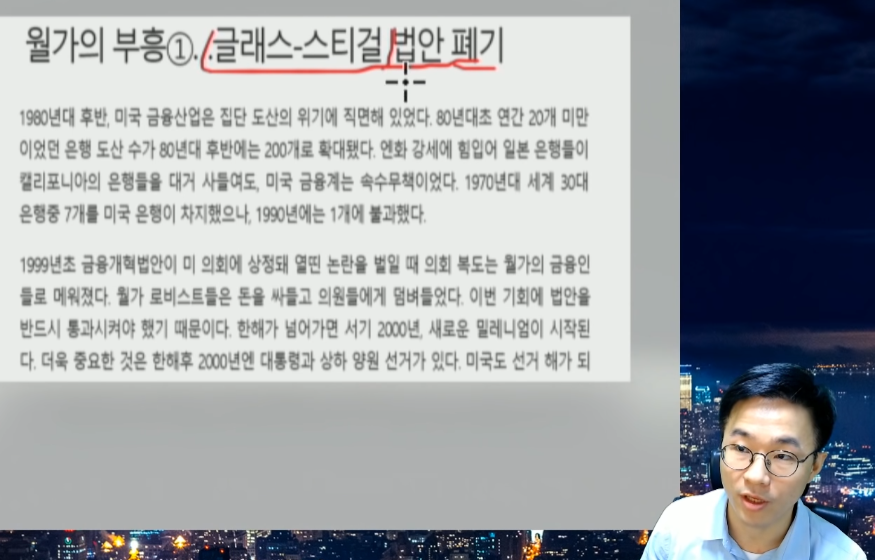 월가의 부흥①..글래스-스티걸 법안 폐기
1980년대 후반, 미국 금융산업은 집단 도산의 위기에 직면해 있었다. 80년대초 연간 20개 미만
이었던 은행 도산 수가 80년대 후반에는 200개로 확대됐다. 엔화 강세에 힘입어 일본 은행들이
캘리포니아의 은행들을 대거 사들여도, 미국 금융계는 속수무책이었다. 1970년대 세계 30대
은행중 7개를 미국 은행이 차지했으나, 1990년에는 1개에 불과했다.
1999년초 금융개혁법안이 미 의회에 상정돼 열띤 논란을 벌일 때 의회 복도는 월가의 금융인
들로 메워졌다. 월가 로비스트들은 돈을 싸들고 의원들에게 덤벼들었다. 이번 기회에 법안을
반드시 통과시켜야 했기 때문이다. 한해가 넘어가면 서기 2000년, 새로운 밀레니엄이 시작된
다. 더욱 중요한 것은 한해후 2000년엔 대통령과 상하 양원 선거가 있다. 미국도 선거 해가 되